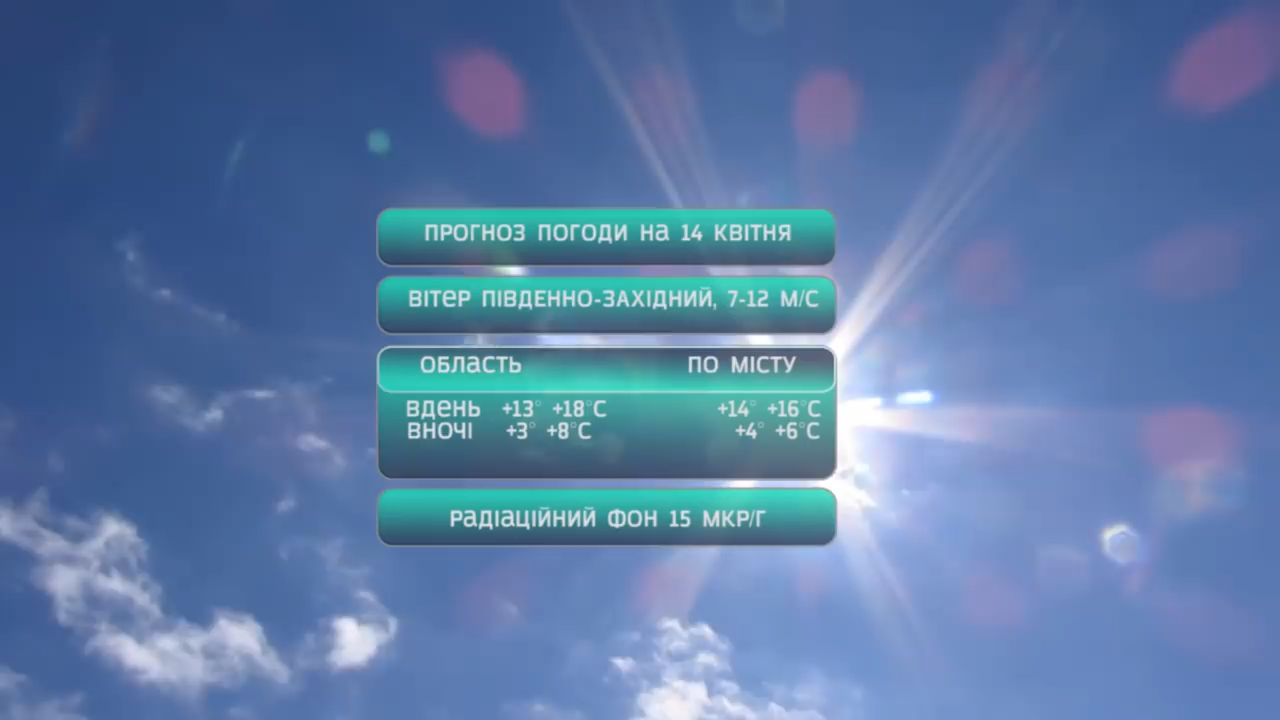 ПРОГНОЗ ПОГОДИ На 14 КВІТНЯ
ВІТеР ПІВДЕННО-ЗАХІДНИЙ, 7-12 М/С
ОБЛаСТЬ ПО МІСТУ
ВДеНЬ +13° +18°C +14° +16°C
ВНОЧІ +3° +8°C +4° +6°C
РаДІаЦІЙНИЙ ФОН 15 МКР/Г